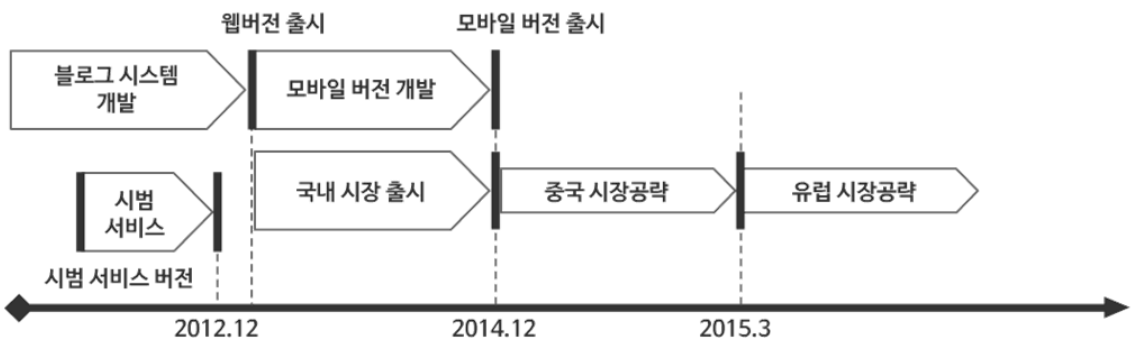 웹버전 출시
모바일 버전 출시
블로그 시스템
개발
모바일 버전 개발
시범
서비스
국내 시장 출시
중국 시장공략
유럽 시장공략
시범 서비스 버전
2012.12
2014.12
2015.3